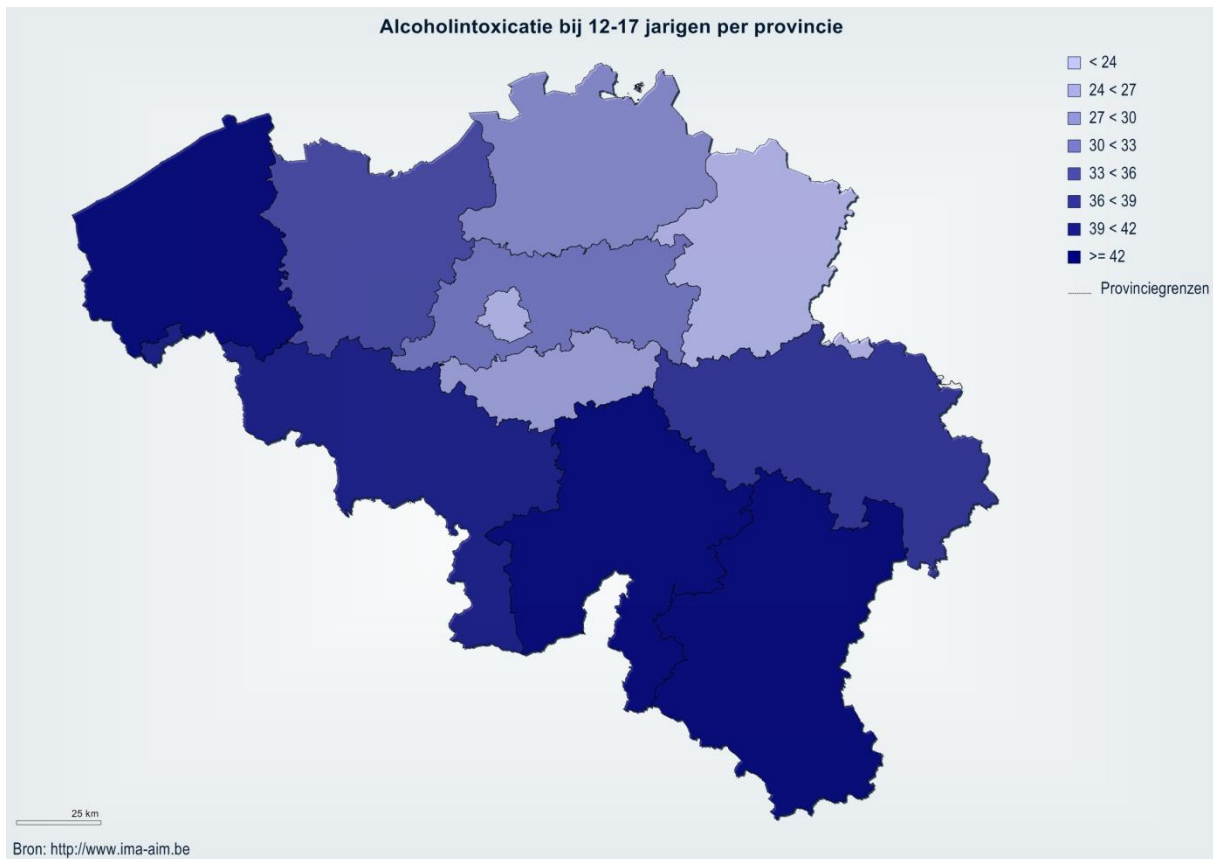 Alcoholintoxicatie bij 12-17 jarigen per provincie
< 24
24 < 27
27 < 30
30 < 33
33 < 36
36 < 39
39 < 42
>= 42
Provinciegrenzen
25 km
Bron: http://www.ima-aim.be